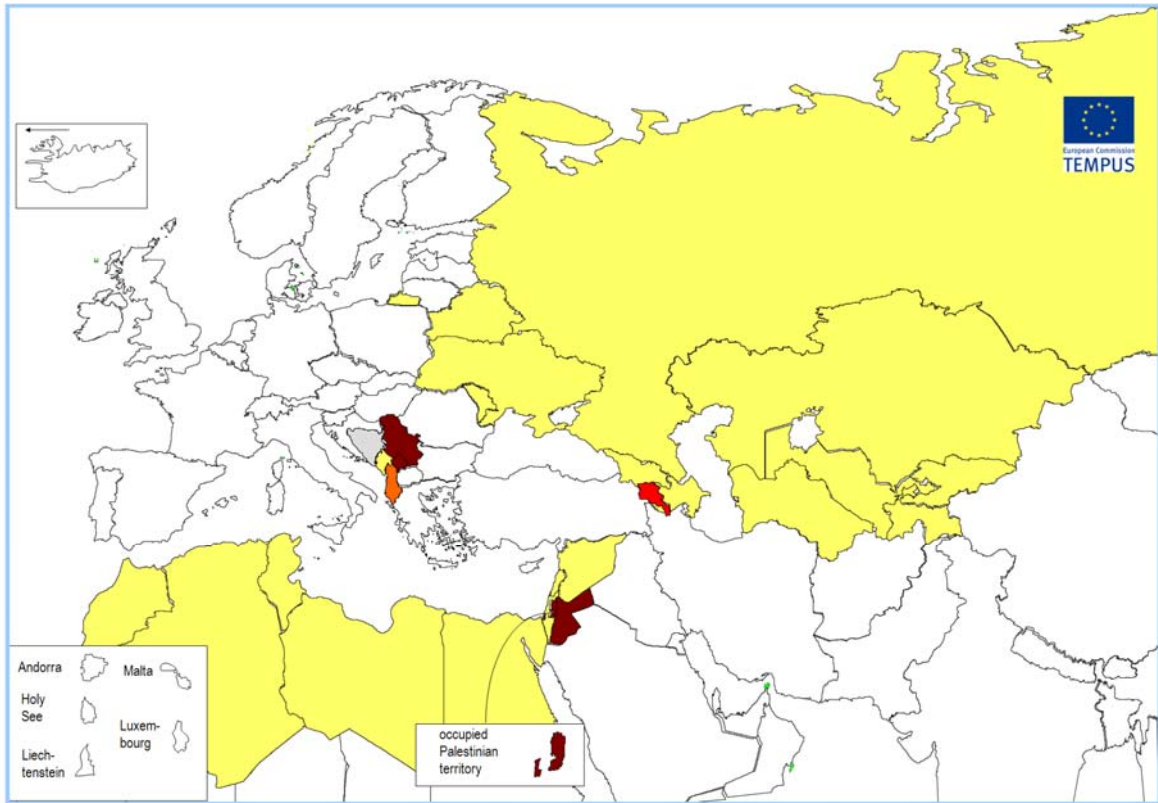 European Commission
TEMPUS
Andorra
Malta
Holy
See
Luxem-
bourg
Liech-
tenstein
occupied
Palestinian
territory